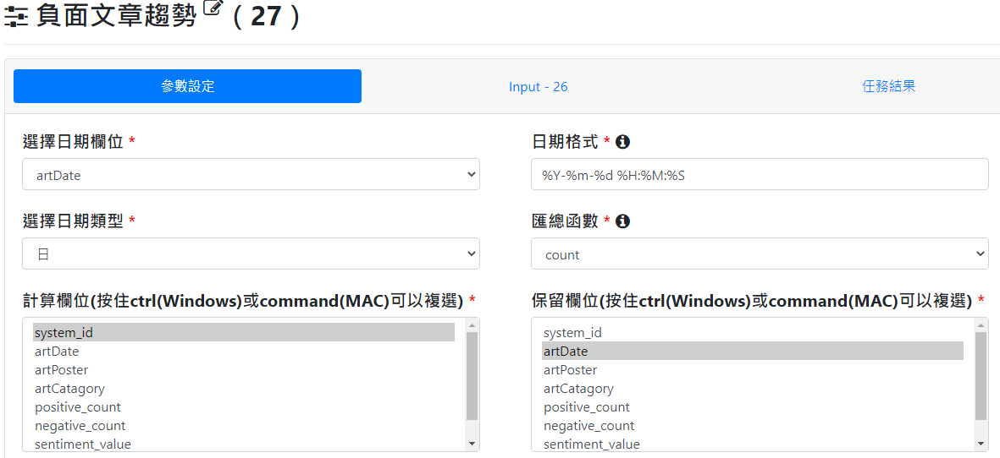 負面文章趨勢 ( 27 )
參數設定 Input - 26 任務結果
選擇日期欄位 * 日期格式 *
artDate %Y-%m-%d %H:%M:%S
選擇日期類型 * 匯總函數 *
日 count
計算欄位(按住ctrl(Windows)或command(MAC)可以複選) * 保留欄位(按住ctrl(Windows)或command(MAC)可以複選) *
system_id system_id
artDate artDate
artPoster artPoster
artCatagory artCatagory
positive_count positive_count
negative_count negative_count
sentiment_value sentiment_value